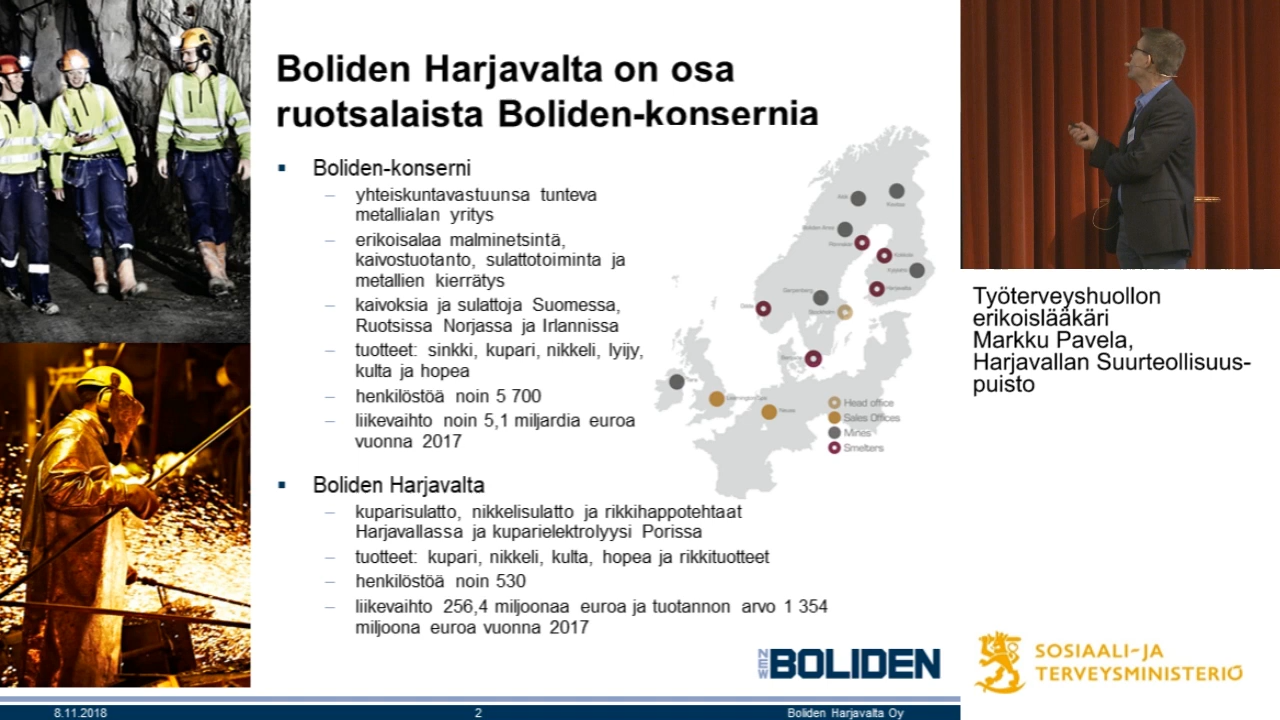 Boliden Harjavalta on osa
ruotsalaista Boliden-konsernia
Boliden-konserni
– yhteiskuntavastuunsa tunteva
metallialan yritys
– erikoisalaa malminetsintä,
kaivostuotanto, sulattotoiminta ja
metallien kierrätys
– kaivoksia ja sulattoja Suomessa,
Ruotsissa Norjassa ja Irlannissa
– tuotteet: sinkki, kupari, nikkeli, lyijy,
kulta ja hopea
– henkilöstöä noin 5 700
– liikevaihto noin 5,1 miljardia euroa
vuonna 2017
Boliden Harjavalta
– kuparisulatto, nikkelisulatto ja rikkihappotehtaat
Harjavallassa ja kuparielektrolyysi Porissa
– tuotteet: kupari, nikkeli, kulta, hopea ja rikkituotteet
– henkilöstöä noin 530
– liikevaihto 256,4 miljoonaa euroa ja tuotannon arvo 1 354
miljoona euroa vuonna 2017
Head office
Sales Offices
Mines
Smelters
NEW BOLIDEN
8.11.2018
2
Boliden Harjavalta Oy
Työterveyshuollon
erikoislääkäri
Markku Pavela,
Harjavallan Suurteollisuus-
puisto
SOSIAALI- JA
TERVEYSMINISTERIÖ